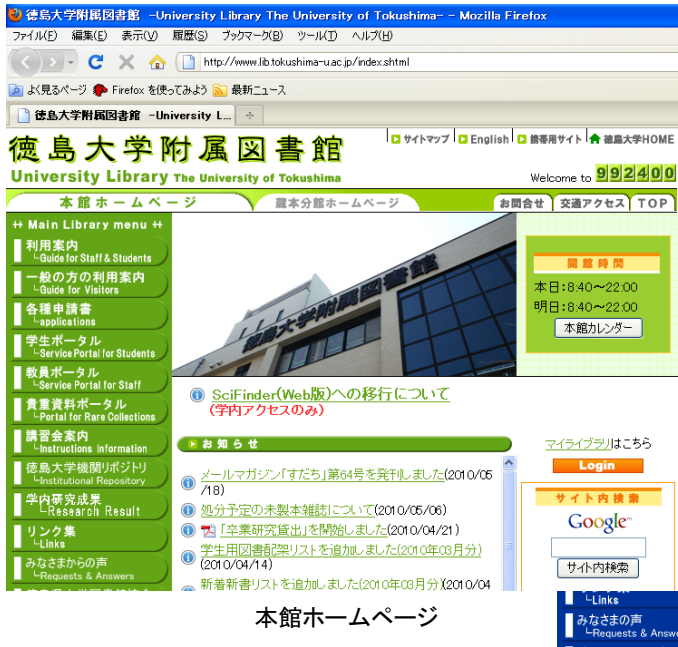 徳島大学附属図書館 -University Library The University of Tokushima- - Mozilla Firefox
ファイル(F) 編集(E) 表示(V) 履歴(S) ブックマーク(B) ツール(T) ヘルプ(H)
http://www.lib.tokushima-u.ac.jp/index.shtml
よく見るページ Firefox を使ってみよう 最新ニュース
徳島大学附属図書館 -University L...
徳島大学附属図書館
University Library The University of Tokushima
サイトマップ English 携帯用サイト 徳島大学HOME
Welcome to 992400
本館ホームページ 蔵本分館ホームページ お問合せ 交通アクセス TOP
++ Main Library menu ++
利用案内
└Guide for Staff & Students
一般の方の利用案内
└Guide for Visitors
各種申請書
└applications
学生ポータル
└Service Portal for Students
教員ポータル
└Service Portal for Staff
貴重資料ポータル
└Portal for Rare Collections
講習会案内
└Instructions Information
徳島大学機関リポジトリ
└Institutional Repository
学内研究成果
└Research Result
リンク集
└Links
みなさまからの声
└Requests & Answers
徳島大学附属図書館
開館時間
本日:8:40～22:00
明日:8:40～22:00
本館カレンダー
SciFinder(Web版)への移行について
(学内アクセスのみ)
お知らせ
メールマガジン「すだち」第64号を発刊しました(2010/05
/18)
処分予定の未製本雑誌について(2010/05/06)
「卒業研究貸出」を開始しました(2010/04/21)
学生用図書配架リストを追加しました(2010年03月分)
(2010/04/14)
新着新書リストを追加しました(2010年03月分)(2010/04
マイライブラリはこちら
Login
サイト内検索
Google™
サイト内検索
本館ホームページ
└Links
みなさまの声
└Requests & Answe